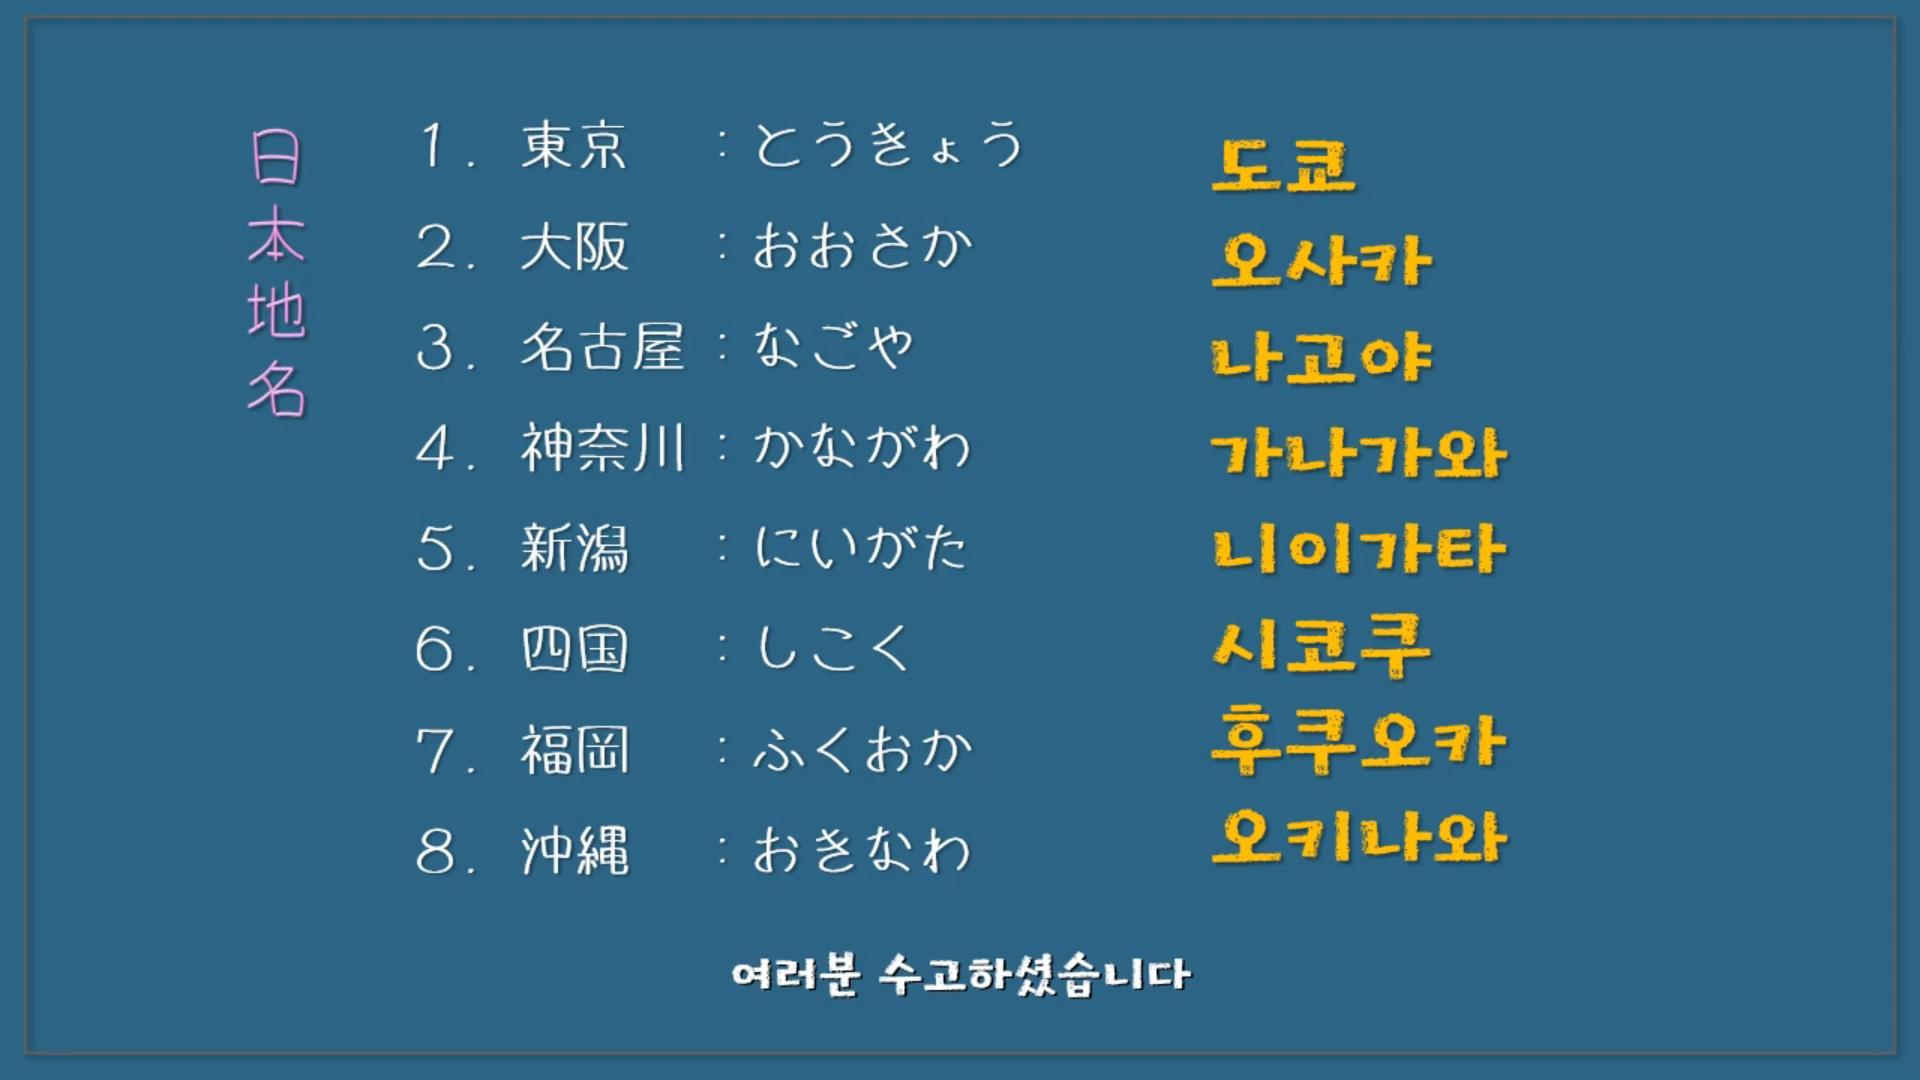 日本地名
1. 東京 : とうきょう 도쿄
2. 大阪 : おおさか 오사카
3. 名古屋 : なごや 나고야
4. 神奈川 : かながわ 가나가와
5. 新潟 : にいがた 니이가타
6. 四国 : しこく 시코쿠
7. 福岡 : ふくおか 후쿠오카
8. 沖縄 : おきなわ 오키나와
여러분 수고하셨습니다